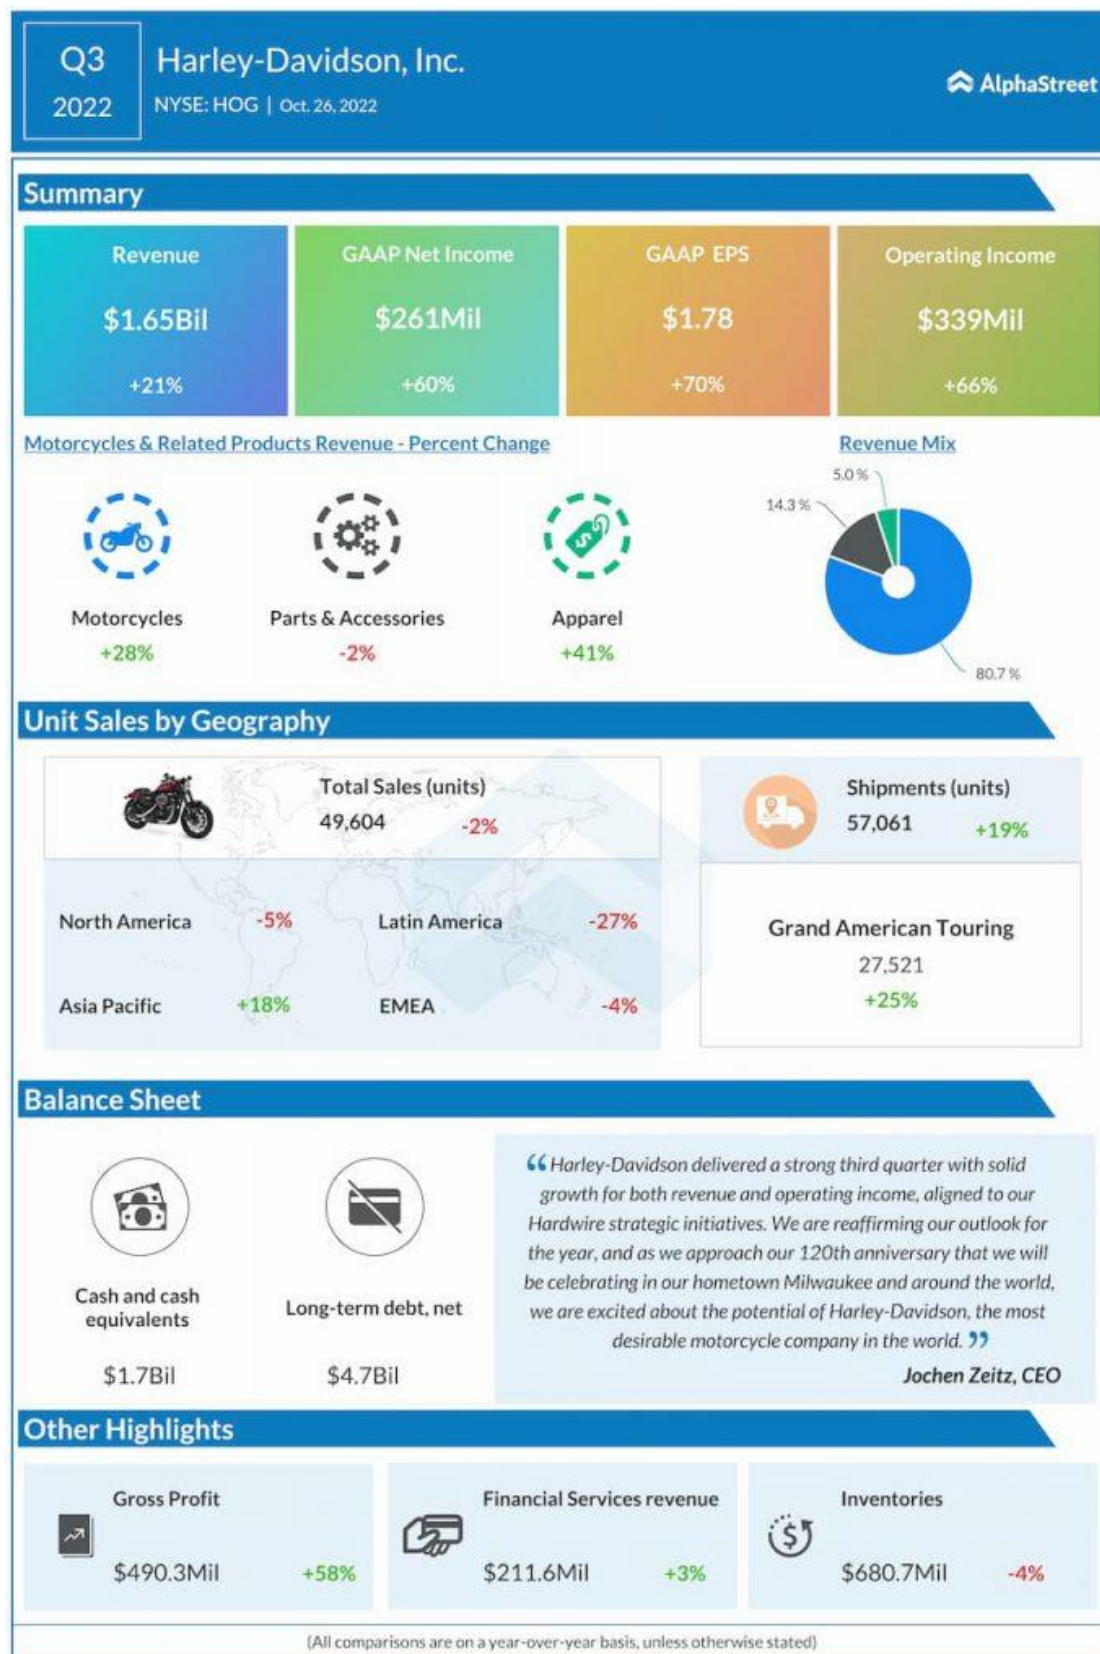 Q3
2022
Harley-Davidson, Inc.
NYSE: HOG | Oct. 26, 2022
AlphaStreet
Summary
Revenue
$1.65Bil
+21%
GAAP Net Income
$261Mil
+60%
GAAP EPS
$1.78
+70%
Operating Income
$339Mil
+66%
Motorcycles & Related Products Revenue - Percent Change
Motorcycles
+28%
Parts & Accessories
-2%
Apparel
+41%
Revenue Mix
5.0 %
14.3 %
80.7 %
Unit Sales by Geography
Total Sales (units)
49,604 -2%
North America -5%
Latin America -27%
Asia Pacific +18%
EMEA -4%
Shipments (units)
57,061 +19%
Grand American Touring
27,521
+25%
Balance Sheet
Cash and cash
equivalents
$1.7Bil
Long-term debt, net
$4.7Bil
“Harley-Davidson delivered a strong third quarter with solid
growth for both revenue and operating income, aligned to our
Hardwire strategic initiatives. We are reaffirming our outlook for
the year, and as we approach our 120th anniversary that we will
be celebrating in our hometown Milwaukee and around the world,
we are excited about the potential of Harley-Davidson, the most
desirable motorcycle company in the world. ”
Jochen Zeitz, CEO
Other Highlights
Gross Profit
$490.3Mil +58%
Financial Services revenue
$211.6Mil +3%
Inventories
$680.7Mil -4%
(All comparisons are on a year-over-year basis, unless otherwise stated)